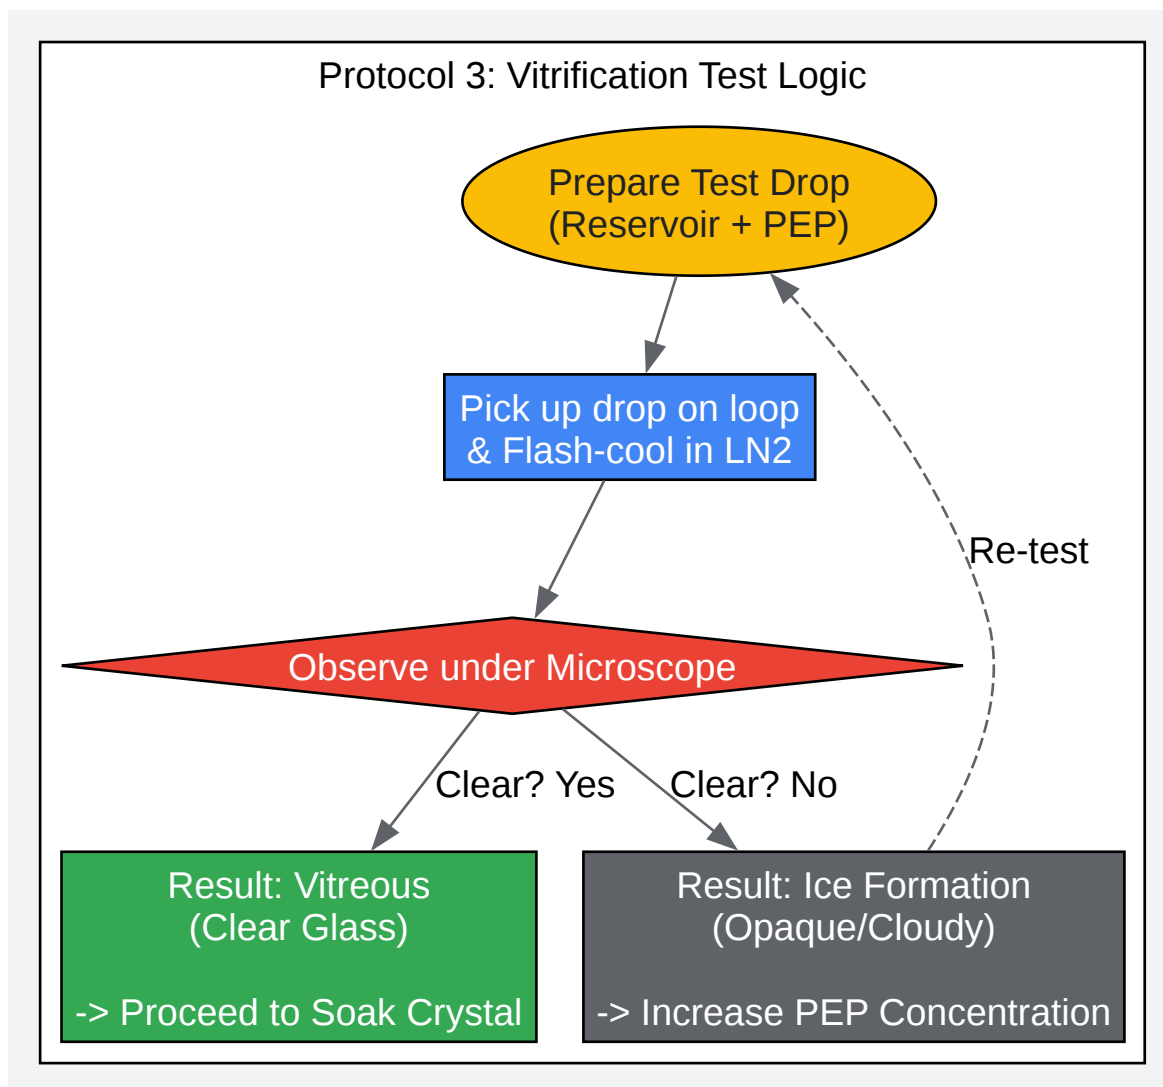 Protocol 3: Vitrification Test Logic
Prepare Test Drop
(Reservoir + PEP)
Pick up drop on loop
& Flash-cool in LN2
Re-test
Observe under Microscope
Clear? Yes
Clear? No
Result: Vitreous
(Clear Glass)
-> Proceed to Soak Crystal
Result: Ice Formation
(Opaque/Cloudy)
-> Increase PEP Concentration